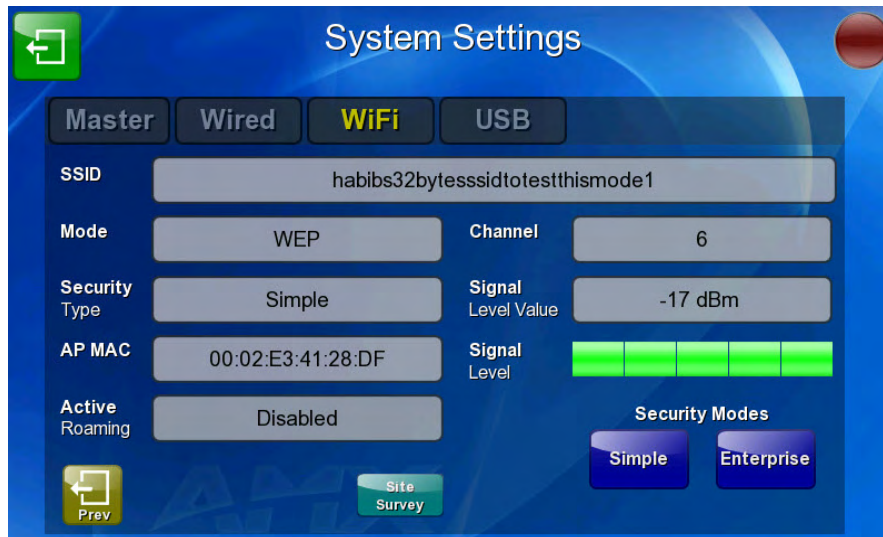 System Settings
Master Wired WiFi USB
SSID habibs32bytesssidtotestthismode1
Mode WEP Channel 6
Security Type Simple Signal Level Value -17 dBm
AP MAC 00:02:E3:41:28:DF Signal Level
Active Roaming Disabled
Security Modes
Simple Enterprise
Prev
Site
Survey
AMX